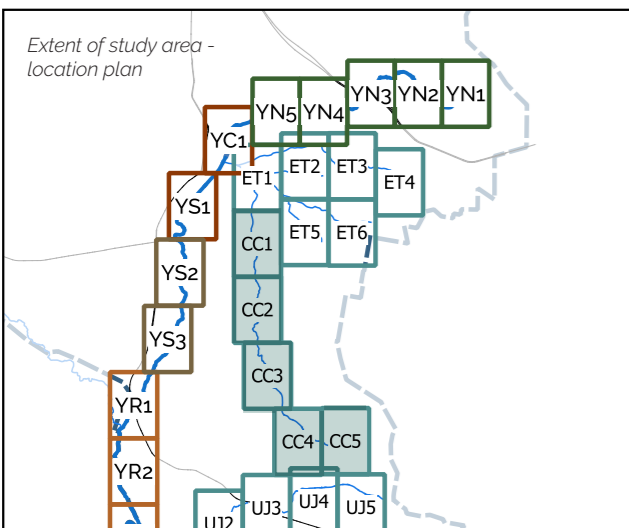 Extent of study area -
location plan
YN5
YN4
YN3
YN2
YN1
YC1
ET1
ET2
ET3
ET4
YS1
ET5
ET6
CC1
YS2
CC2
YS3
CC3
YR1
CC4
CC5
YR2
UJ2
UJ3
UJ4
UJ5